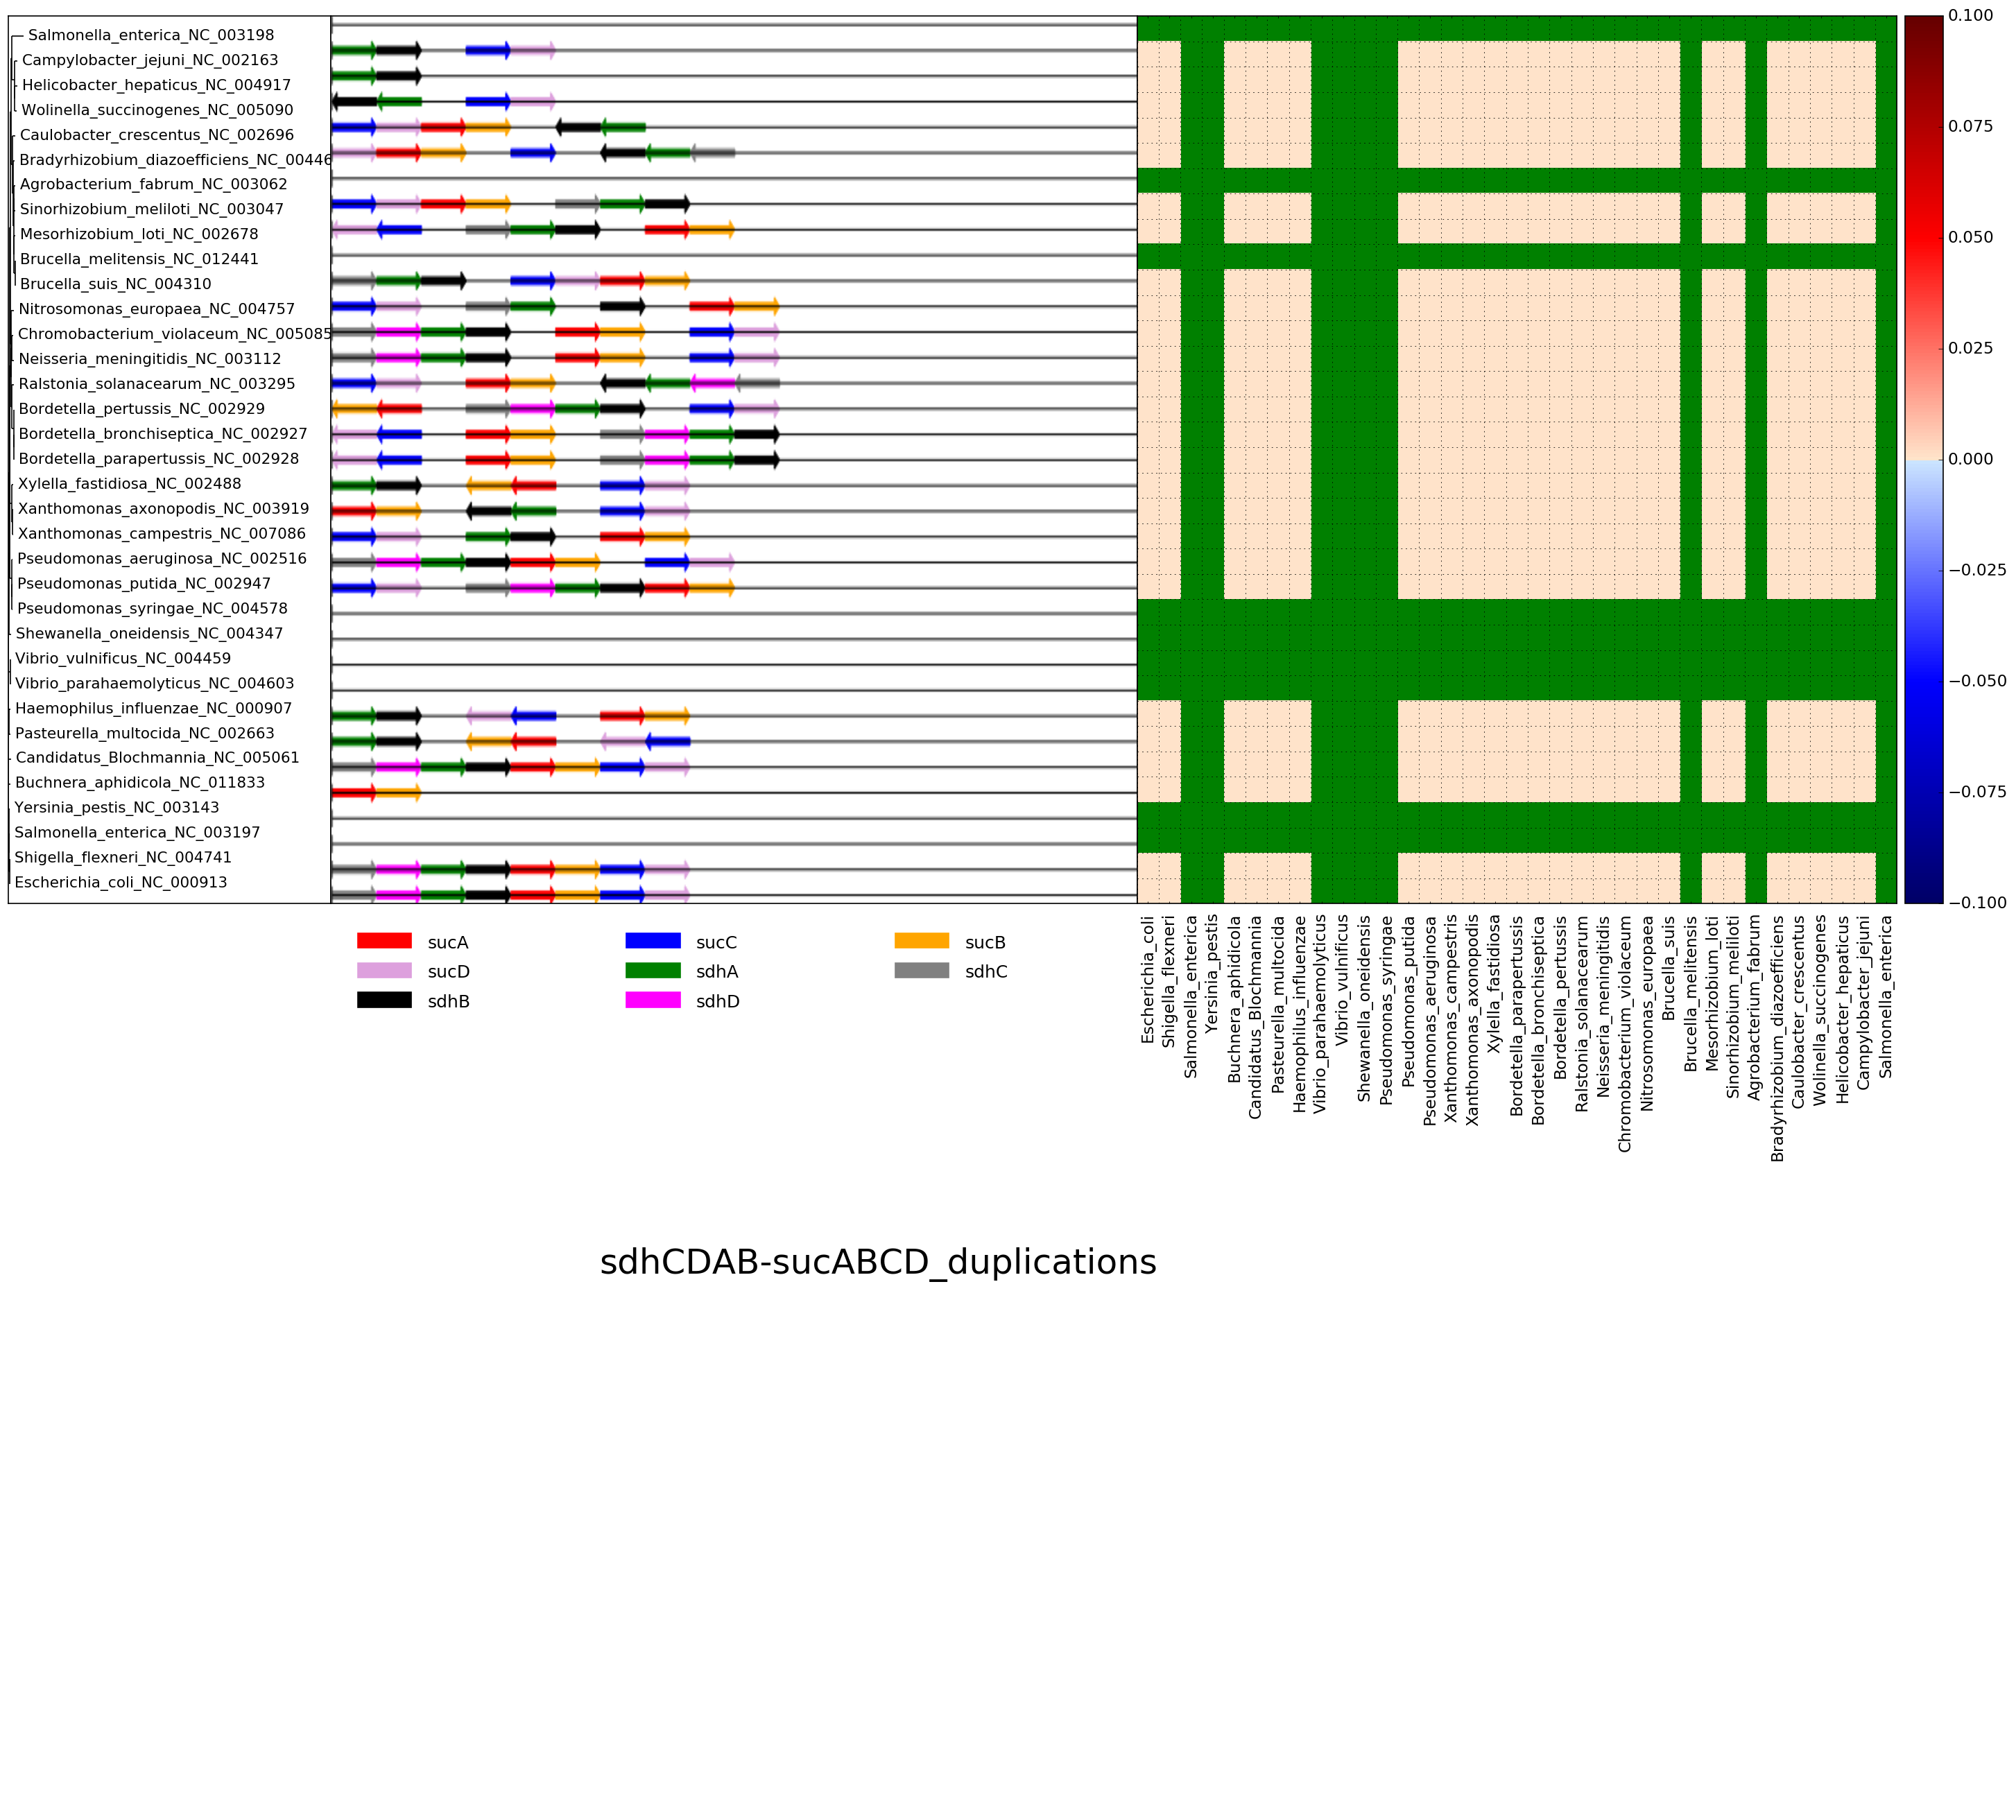 Salmonella_enterica_NC_003198
Campylobacter_jejuni_NC_002163
Helicobacter_hepaticus_NC_004917
Wolinella_succinogenes_NC_005090
Caulobacter_crescentus_NC_002696
Bradyrhizobium_diazoefficiens_NC_00446
Agrobacterium_fabrum_NC_003062
Sinorhizobium_meliloti_NC_003047
Mesorhizobium_loti_NC_002678
Brucella_melitensis_NC_012441
Brucella_suis_NC_004310
Nitrosomonas_europaea_NC_004757
Chromobacterium_violaceum_NC_005085
Neisseria_meningitidis_NC_003112
Ralstonia_solanacearum_NC_003295
Bordetella_pertussis_NC_002929
Bordetella_bronchiseptica_NC_002927
Bordetella_parapertussis_NC_002928
Xylella_fastidiosa_NC_002488
Xanthomonas_axonopodis_NC_003919
Xanthomonas_campestris_NC_007086
Pseudomonas_aeruginosa_NC_002516
Pseudomonas_putida_NC_002947
Pseudomonas_syringae_NC_004578
Shewanella_oneidensis_NC_004347
Vibrio_vulnificus_NC_004459
Vibrio_parahaemolyticus_NC_004603
Haemophilus_influenzae_NC_000907
Pasteurella_multocida_NC_002663
Candidatus_Blochmannia_NC_005061
Buchnera_aphidicola_NC_011833
Yersinia_pestis_NC_003143
Salmonella_enterica_NC_003197
Shigella_flexneri_NC_004741
Escherichia_coli_NC_000913
0.100
0.075
0.050
0.025
0.000
−0.025
−0.050
−0.075
−0.100
sucA sucC sucB
sucD sdhA sdhC
sdhB sdhD
Escherichia_coli
Shigella_flexneri
Salmonella_enterica
Yersinia_pestis
Buchnera_aphidicola
Candidatus_Blochmannia
Pasteurella_multocida
Haemophilus_influenzae
Vibrio_parahaemolyticus
Vibrio_vulnificus
Shewanella_oneidensis
Pseudomonas_syringae
Pseudomonas_putida
Pseudomonas_aeruginosa
Xanthomonas_campestris
Xanthomonas_axonopodis
Xylella_fastidiosa
Bordetella_parapertussis
Bordetella_bronchiseptica
Bordetella_pertussis
Ralstonia_solanacearum
Neisseria_meningitidis
Chromobacterium_violaceum
Nitrosomonas_europaea
Brucella_suis
Brucella_melitensis
Mesorhizobium_loti
Sinorhizobium_meliloti
Agrobacterium_fabrum
Bradyrhizobium_diazoefficiens
Caulobacter_crescentus
Wolinella_succinogenes
Helicobacter_hepaticus
Campylobacter_jejuni
Salmonella_enterica
sdhCDAB-sucABCD_duplications